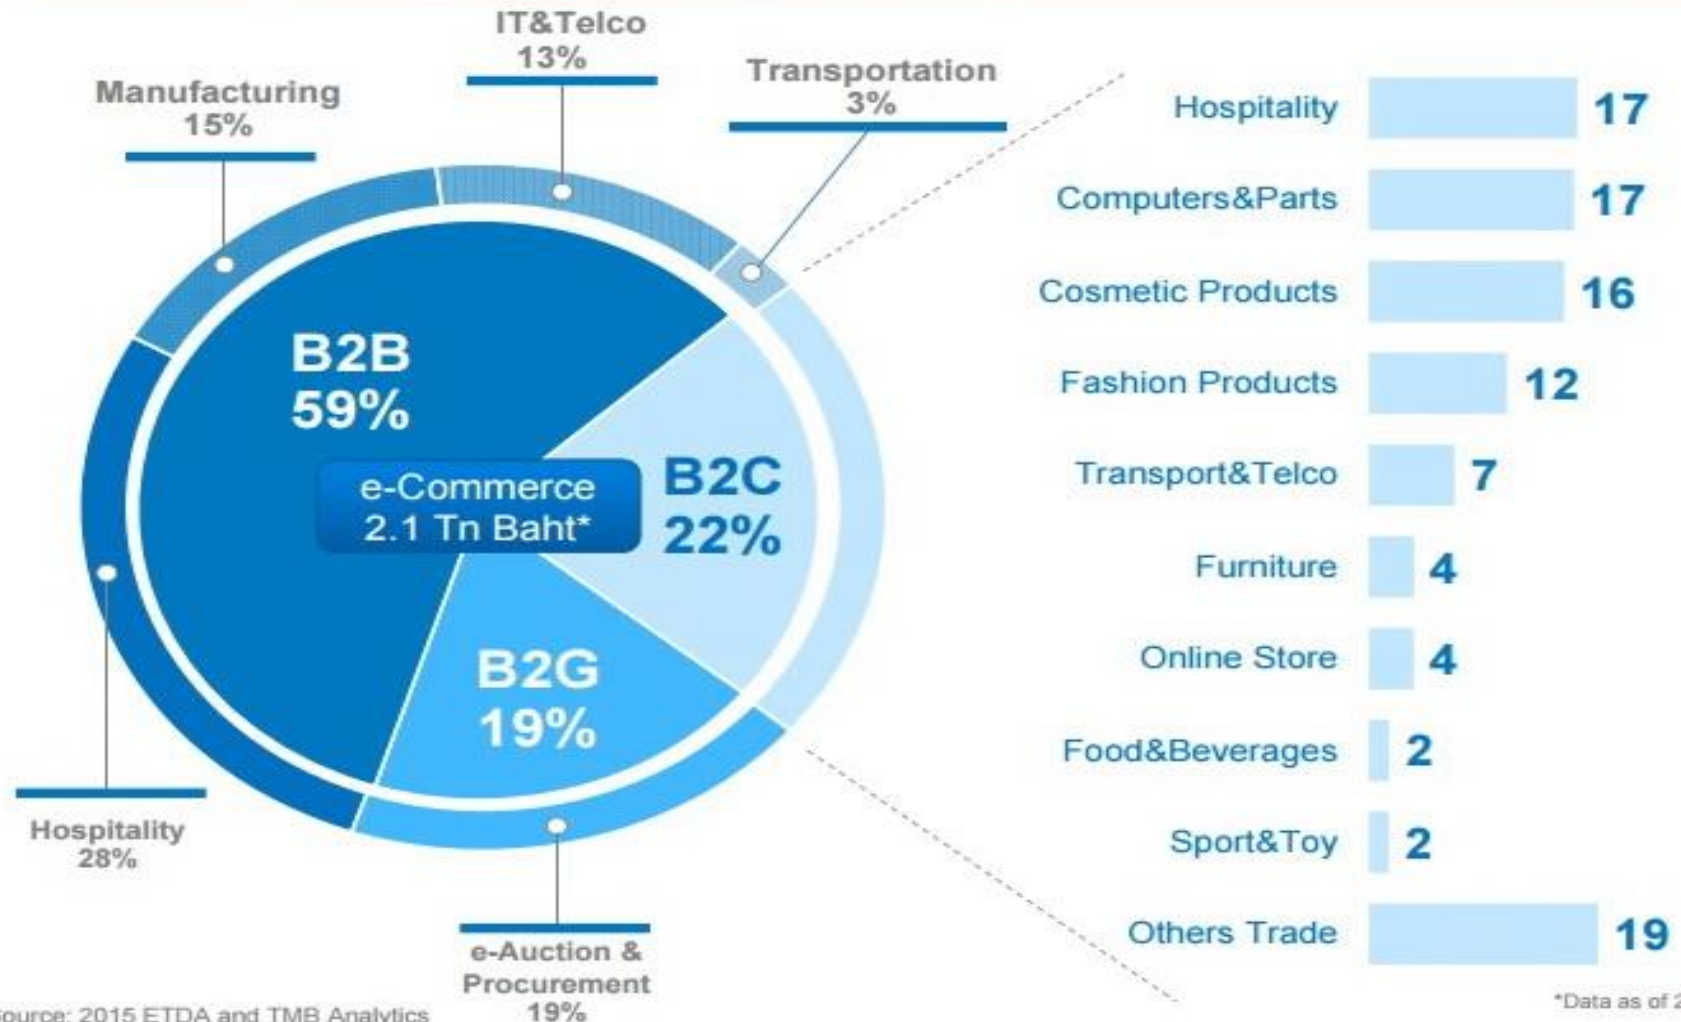 IT&Telco
13%
Manufacturing
15%
Transportation
3%
B2B
59%
e-Commerce
2.1 Tn Baht*
B2C
22%
B2G
19%
Hospitality
28%
e-Auction &
Procurement
19%
Hospitality 17
Computers&Parts 17
Cosmetic Products 16
Fashion Products 12
Transport&Telco 7
Furniture 4
Online Store 4
Food&Beverages 2
Sport&Toy 2
Others Trade 19
2015 ETDA and TMB Analytics
*Data as of